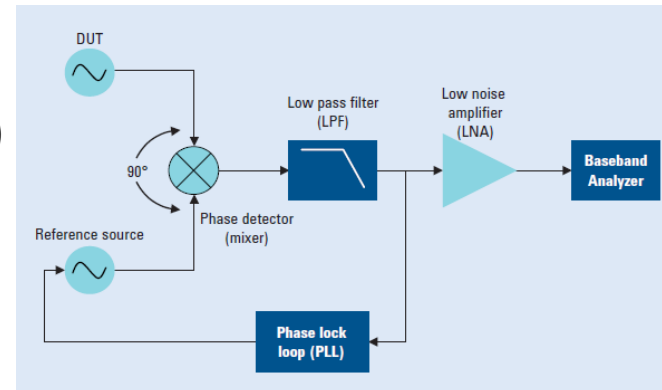 DUT
Low pass filter
(LPF)
Low noise
amplifier
(LNA)
Baseband
Analyzer
90°
Phase detector
(mixer)
Reference source
Phase lock
loop (PLL)